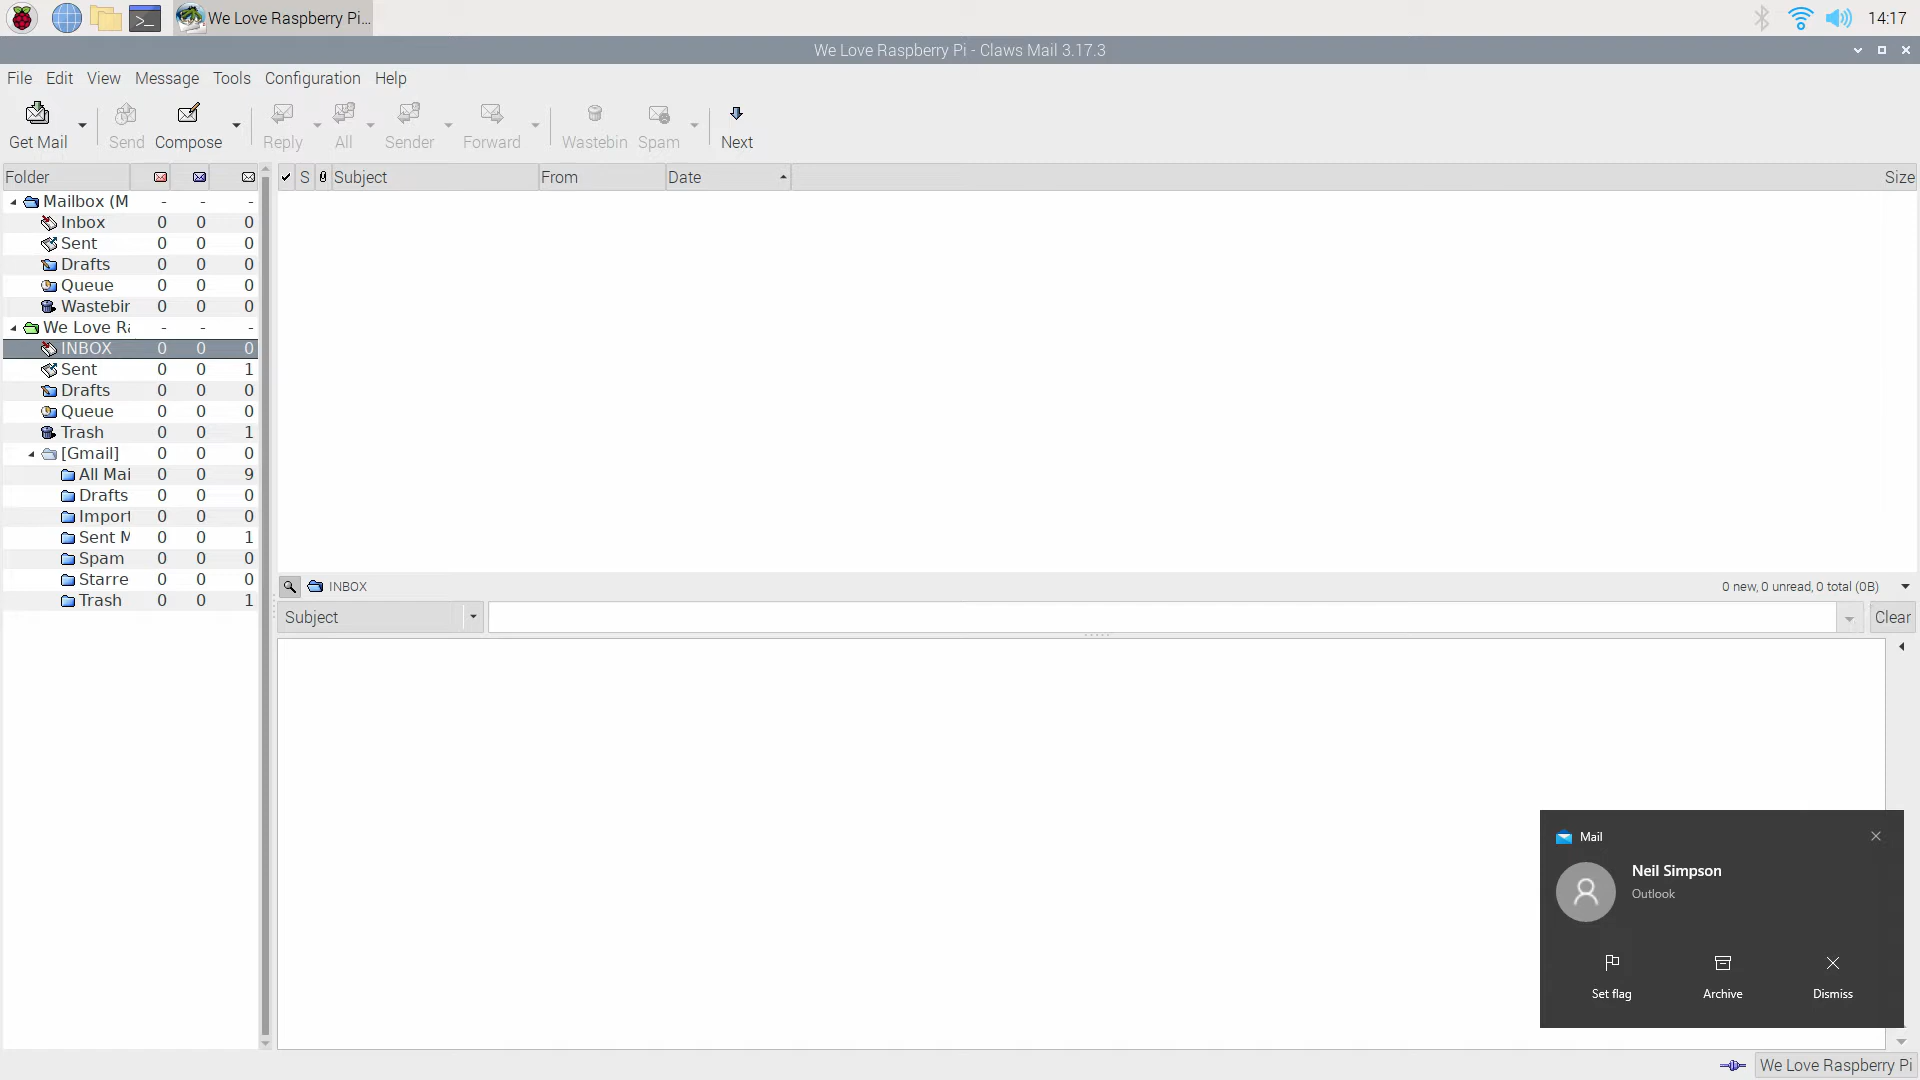 We Love Raspberry Pi... 14:17
We Love Raspberry Pi - Claws Mail 3.17.3
File Edit View Message Tools Configuration Help
Get Mail Send Compose Reply All Sender Forward Wastebin Spam Next
Folder S Subject From Date Size
Mailbox (M - - -
Inbox 0 0 0
Sent 0 0 0
Drafts 0 0 0
Queue 0 0 0
Wastebin 0 0 0
We Love Ra - - -
INBOX 0 0 0
Sent 0 0 1
Drafts 0 0 0
Queue 0 0 0
Trash 0 0 1
[Gmail] 0 0 0
All Mai 0 0 9
Drafts 0 0 0
Import 0 0 0
Sent M 0 0 1
Spam 0 0 0
Starre 0 0 0
Trash 0 0 1
INBOX 0 new, 0 unread, 0 total (0B)
Subject Clear
Mail
Neil Simpson
Outlook
Set flag Archive Dismiss
We Love Raspberry Pi